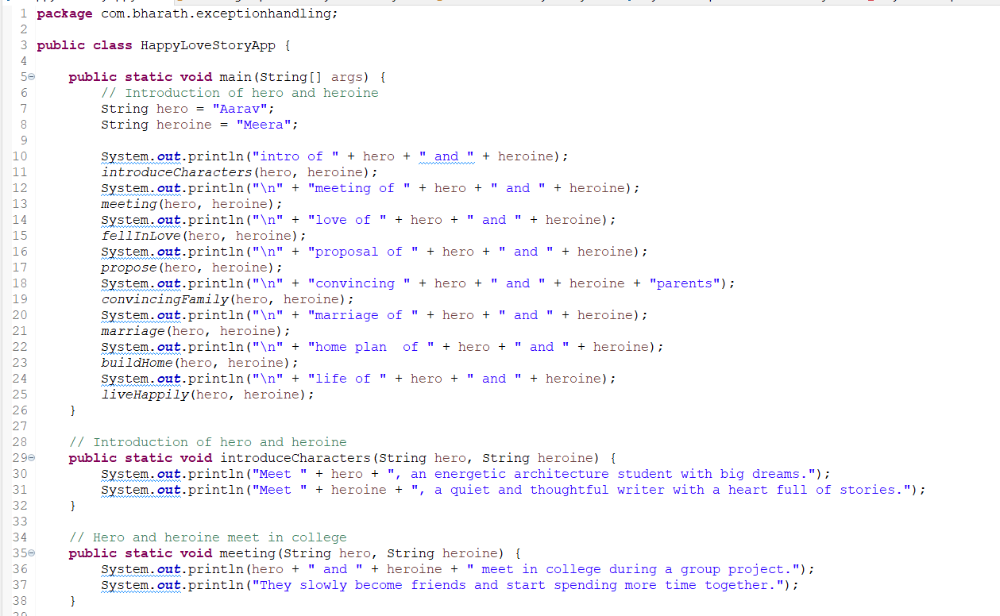 1 package com.bharath.exceptionhandling;
2
3 public class HappyLoveStoryApp {
4
5 public static void main(String[] args) {
6 // Introduction of hero and heroine
7 String hero = "Aarav";
8 String heroine = "Meera";
9
10 System.out.println("intro of " + hero + " and " + heroine);
11 introduceCharacters(hero, heroine);
12 System.out.println("\n" + "meeting of " + hero + " and " + heroine);
13 meeting(hero, heroine);
14 System.out.println("\n" + "love of " + hero + " and " + heroine);
15 fellInLove(hero, heroine);
16 System.out.println("\n" + "proposal of " + hero + " and " + heroine);
17 propose(hero, heroine);
18 System.out.println("\n" + "convincing " + hero + " and " + heroine + "parents");
19 convincingFamily(hero, heroine);
20 System.out.println("\n" + "marriage of " + hero + " and " + heroine);
21 marriage(hero, heroine);
22 System.out.println("\n" + "home plan  of " + hero + " and " + heroine);
23 buildHome(hero, heroine);
24 System.out.println("\n" + "life of " + hero + " and " + heroine);
25 liveHappily(hero, heroine);
26 }
27
28 // Introduction of hero and heroine
29 public static void introduceCharacters(String hero, String heroine) {
30 System.out.println("Meet " + hero + ", an energetic architecture student with big dreams.");
31 System.out.println("Meet " + heroine + ", a quiet and thoughtful writer with a heart full of stories.");
32 }
33
34 // Hero and heroine meet in college
35 public static void meeting(String hero, String heroine) {
36 System.out.println(hero + " and " + heroine + " meet in college during a group project.");
37 System.out.println("They slowly become friends and start spending more time together.");
38 }